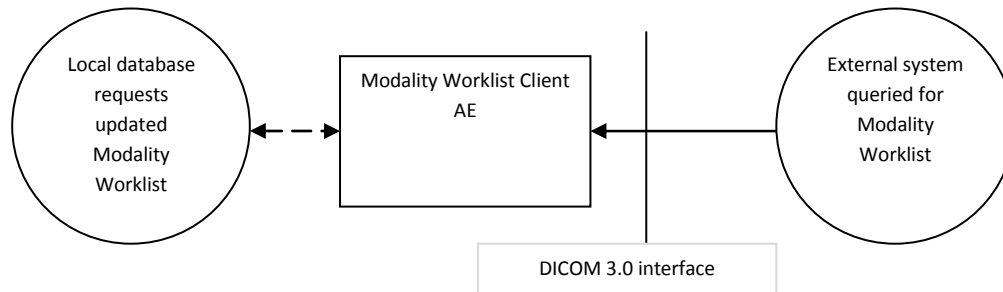 Local database
requests
updated
Modality
Worklist
Modality Worklist Client
AE
External system
queried for
Modality
Worklist
DICOM 3.0 interface